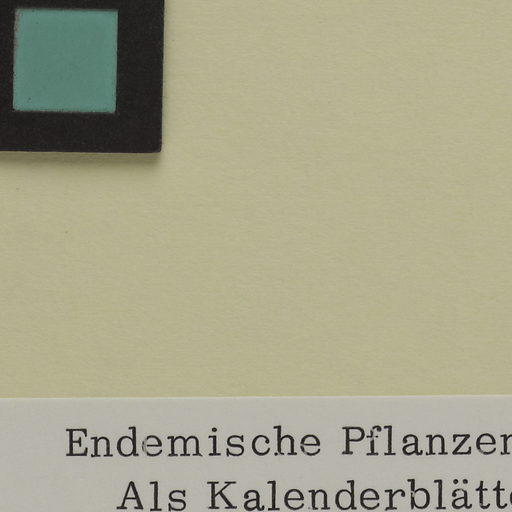 Endemische Pflanzen
Als Kalenderblätt